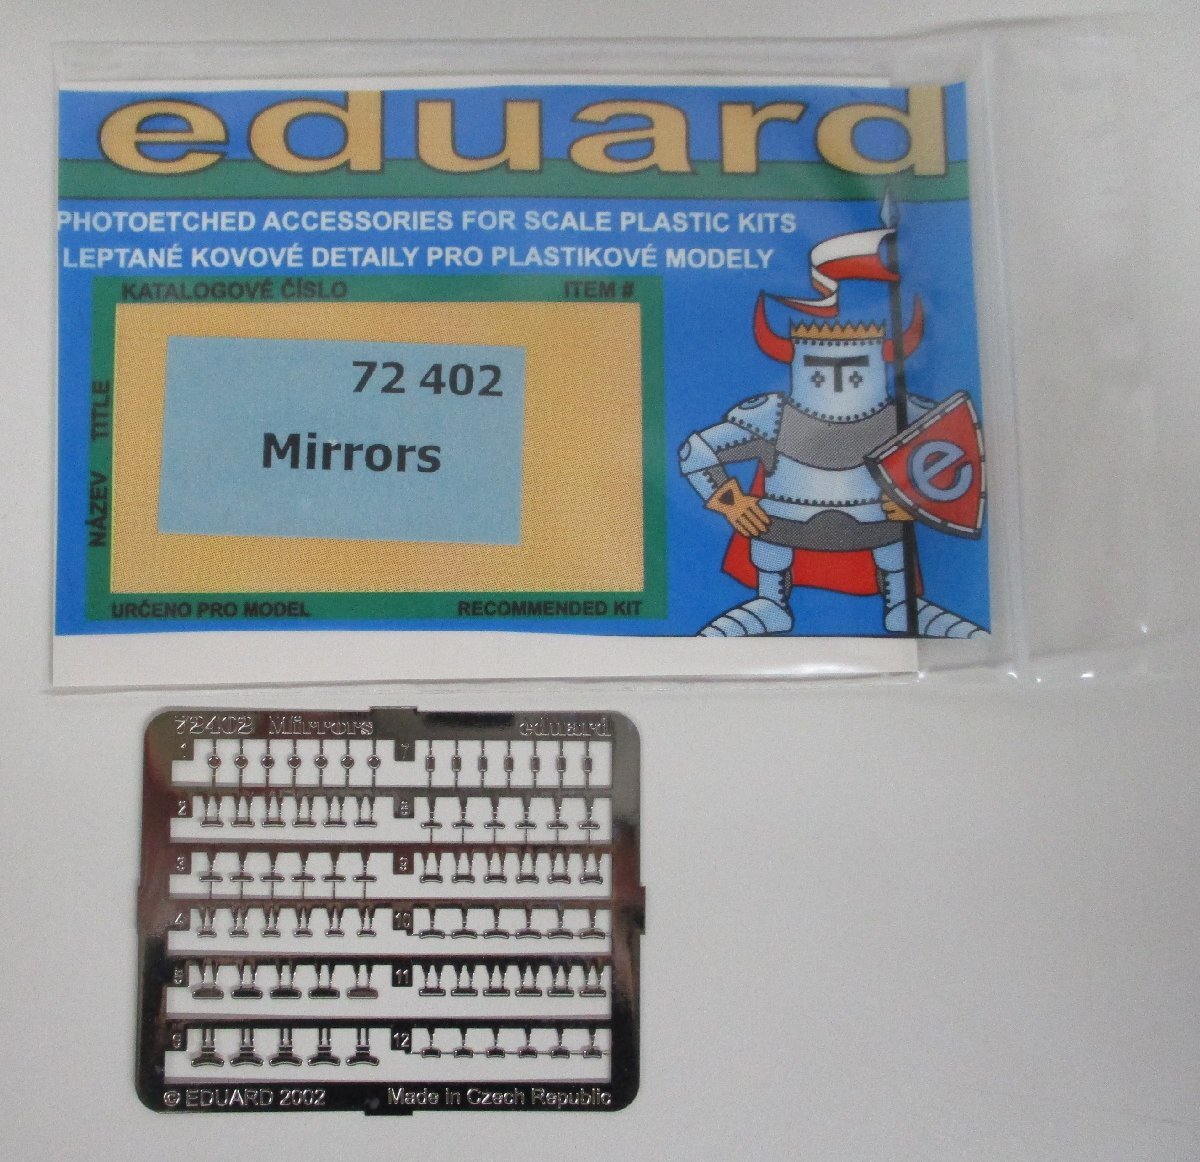 eduard
PHOTOETCHED ACCESSORIES FOR SCALE PLASTIC KITS
LEPTANÉ KOVOVÉ DETAILY PRO PLASTIKOVÉ MODELY
KATALOGOVÉ ČÍSLO ITEM #
72 402
Mirrors
NÁZEV TITLE
URČENO PRO MODEL RECOMMENDED KIT
e
72402 Mirrors eduard
1 7
2 8
3 9
4 10
5 11
6 12
© EDUARD 2002 Made in Czech Republic